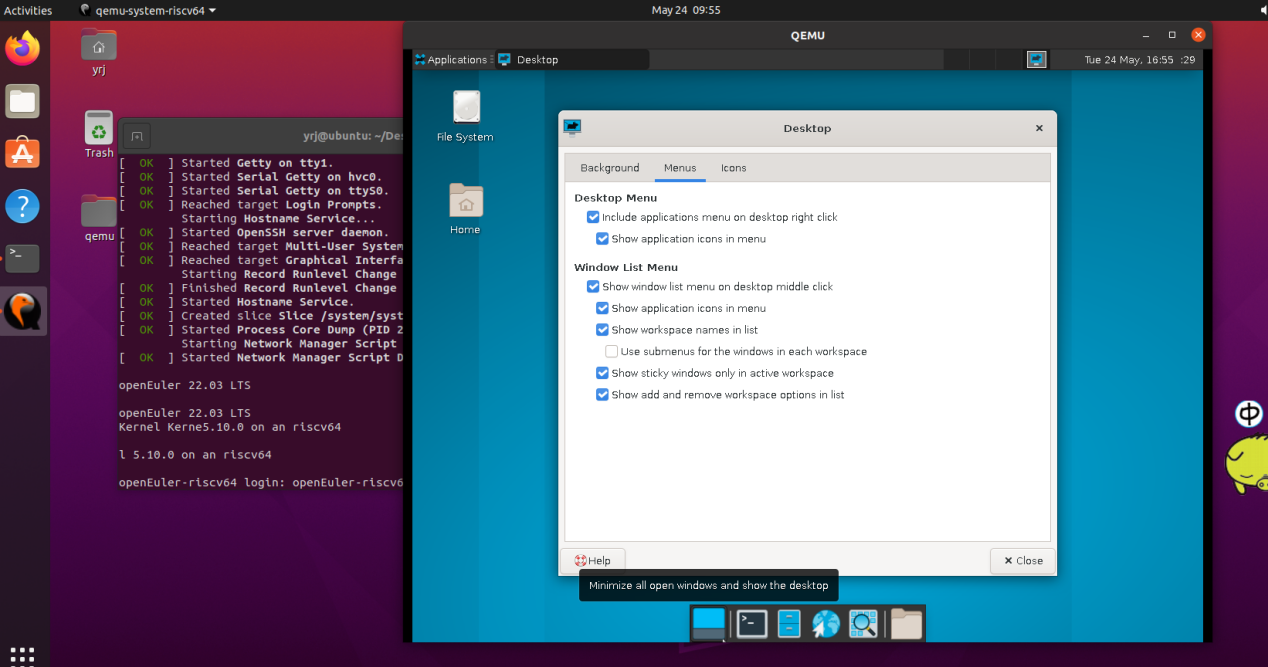 Activities
qemu-system-riscv64
May 24 09:55
yrj
Trash
qemu
yrj@ubuntu: ~/Des
[ OK ] Started Getty on tty1.
[ OK ] Started Serial Getty on hvc0.
[ OK ] Started Serial Getty on ttyS0.
[ OK ] Reached target Login Prompts.
Starting Hostname Service...
[ OK ] Started OpenSSH server daemon.
[ OK ] Reached target Multi-User System
[ OK ] Reached target Graphical Interfa
Starting Record Runlevel Change
[ OK ] Finished Record Runlevel Change
[ OK ] Started Hostname Service.
[ OK ] Created slice Slice /system/syst
[ OK ] Started Process Core Dump (PID 2
Starting Network Manager Script
[ OK ] Started Network Manager Script D
openEuler 22.03 LTS
openEuler 22.03 LTS
Kernel Kerne5.10.0 on an riscv64
l 5.10.0 on an riscv64
openEuler-riscv64 login: openEuler-riscv6
QEMU
Applications
Desktop
Tue 24 May, 16:55 :29
File System
Home
Desktop
Background
Menus
Icons
Desktop Menu
Include applications menu on desktop right click
Show application icons in menu
Window List Menu
Show window list menu on desktop middle click
Show application icons in menu
Show workspace names in list
Use submenus for the windows in each workspace
Show sticky windows only in active workspace
Show add and remove workspace options in list
Help
Close
Minimize all open windows and show the desktop
中